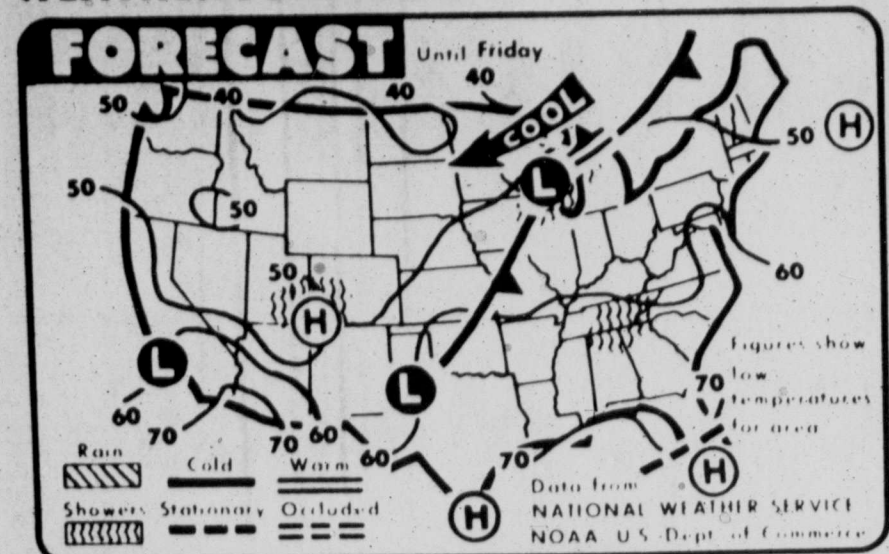 FORECAST
Until Friday
50
40
40
40
COOL
50
H
50
L
50
50
60
H
L
L
Figures show
low
temperatures
for area
70
60
70
70
60
60
70
H
H
Rain
Cold
Warm
Showers
Stationary
Occluded
Data from
NATIONAL WEATHER SERVICE
NOAA U S Dept. of Commerce